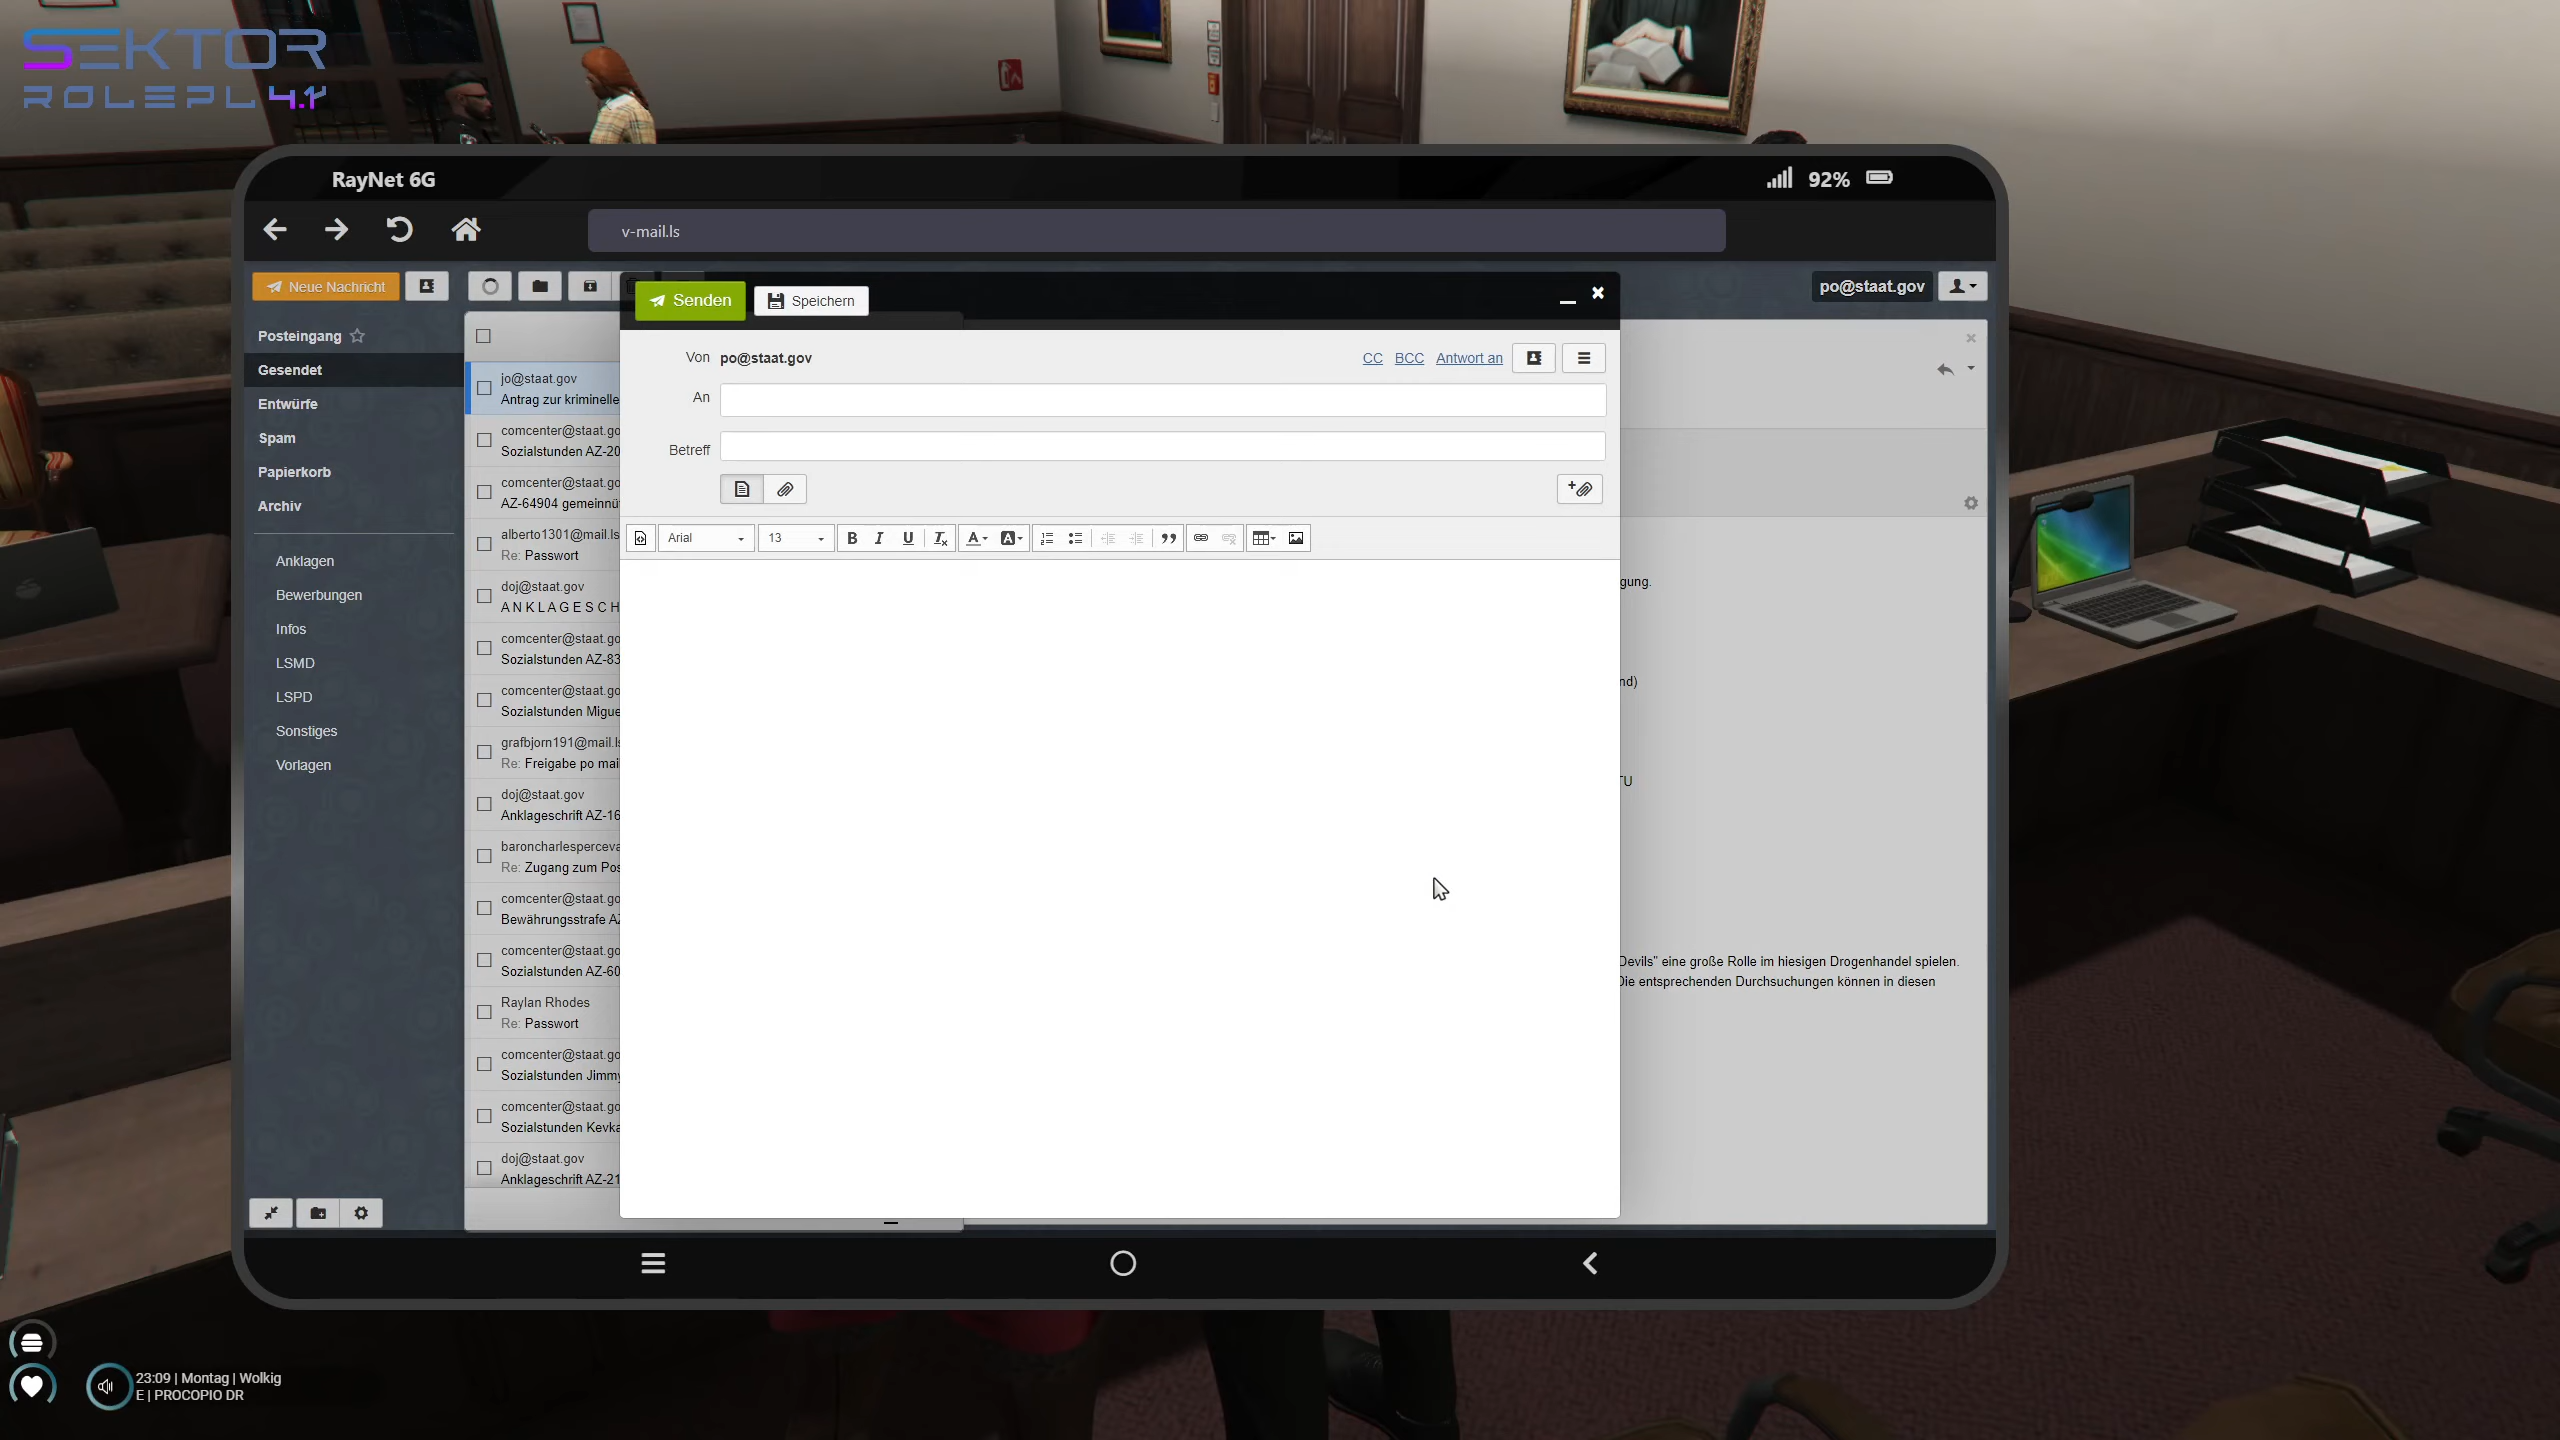 SEKTOR
ROLEPL4.Y
RayNet 6G
92%
v-mail.ls
Neue Nachricht
Senden
Speichern
po@staat.gov
Posteingang
Gesendet
Entwürfe
Spam
Papierkorb
Archiv
Anklagen
Bewerbungen
Infos
LSMD
LSPD
Sonstiges
Vorlagen
jo@staat.gov
Antrag zur kriminelle
comcenter@staat.go
Sozialstunden AZ-20
comcenter@staat.go
AZ-64904 gemeinnü
alberto1301@mail.ls
Re: Passwort
doj@staat.gov
A N K L A G E S C H
comcenter@staat.go
Sozialstunden AZ-83
comcenter@staat.go
Sozialstunden Migue
grafbjorn191@mail.ls
Re: Freigabe po mai
doj@staat.gov
Anklageschrift AZ-16
baroncharlesperceva
Re: Zugang zum Pos
comcenter@staat.go
Bewährungsstrafe AZ
comcenter@staat.go
Sozialstunden AZ-60
Raylan Rhodes
Re: Passwort
comcenter@staat.go
Sozialstunden Jimmy
comcenter@staat.go
Sozialstunden Kevka
doj@staat.gov
Anklageschrift AZ-21
Von po@staat.gov
CC BCC Antwort an
An
Betreff
Arial 13
gung.
nd)
TU
Devils" eine große Rolle im hiesigen Drogenhandel spielen.
Die entsprechenden Durchsuchungen können in diesen
23:09 | Montag | Wolkig
E | PROCOPIO DR